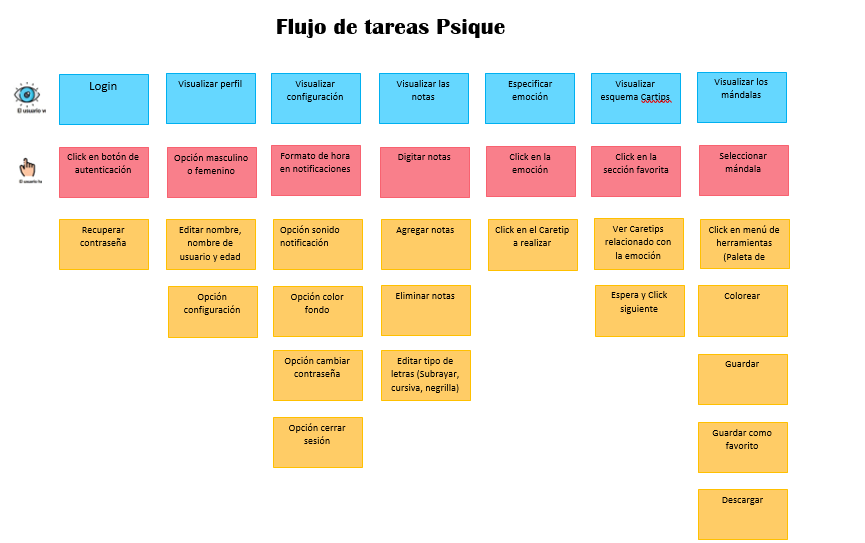 Flujo de tareas Psique
El usuario v
Login
Visualizar perfil
Visualizar
configuración
Visualizar las
notas
Especificar
emoción
Visualizar
esquema Cartips
Visualizar los
mándalas
El usuario ha
Click en botón de
autenticación
Opción masculino
o femenino
Formato de hora
en notificaciones
Digitar notas
Click en la
emoción
Click en la
sección favorita
Seleccionar
mándala
Recuperar
contraseña
Editar nombre,
nombre de
usuario y edad
Opción sonido
notificación
Agregar notas
Click en el Caretip
a realizar
Ver Caretips
relacionado con
la emoción
Click en menú de
herramientas
(Paleta de
Opción
configuración
Opción color
fondo
Eliminar notas
Espera y Click
siguiente
Colorear
Opción cambiar
contraseña
Editar tipo de
letras (Subrayar,
cursiva, negrilla)
Guardar
Opción cerrar
sesión
Guardar como
favorito
Descargar